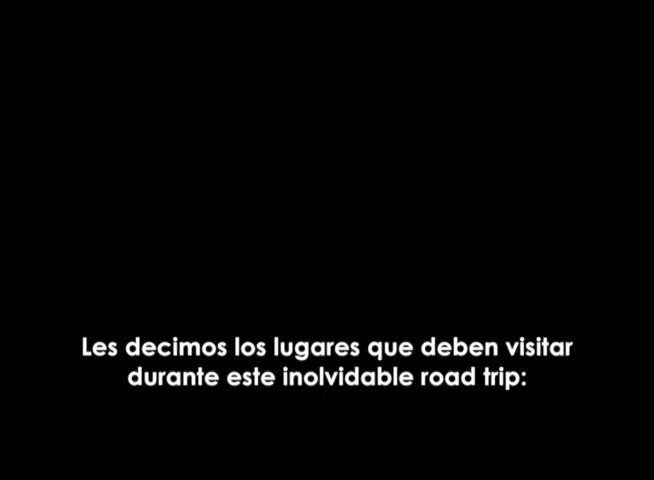 Les decimos los lugares que deben visitar
durante este inolvidable road trip: